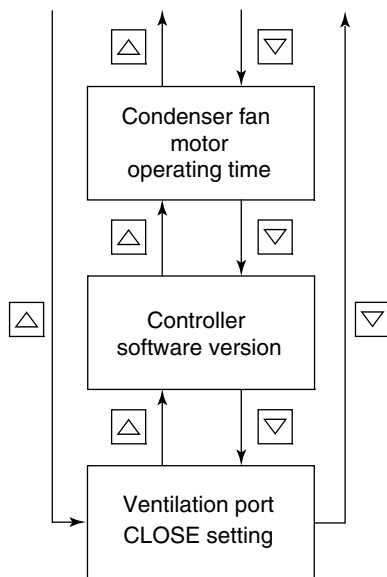 Condenser fan
motor
operating time
Controller
software version
Ventilation port
CLOSE setting